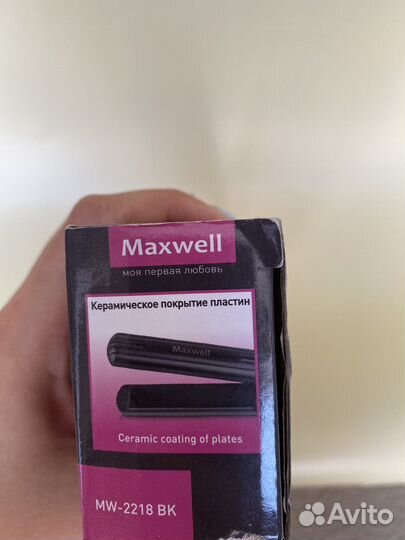 Maxwell
моя первая любовь
Керамическое покрытие пластин
Maxwell
Ceramic coating of plates
MW-2218 BK
Avito